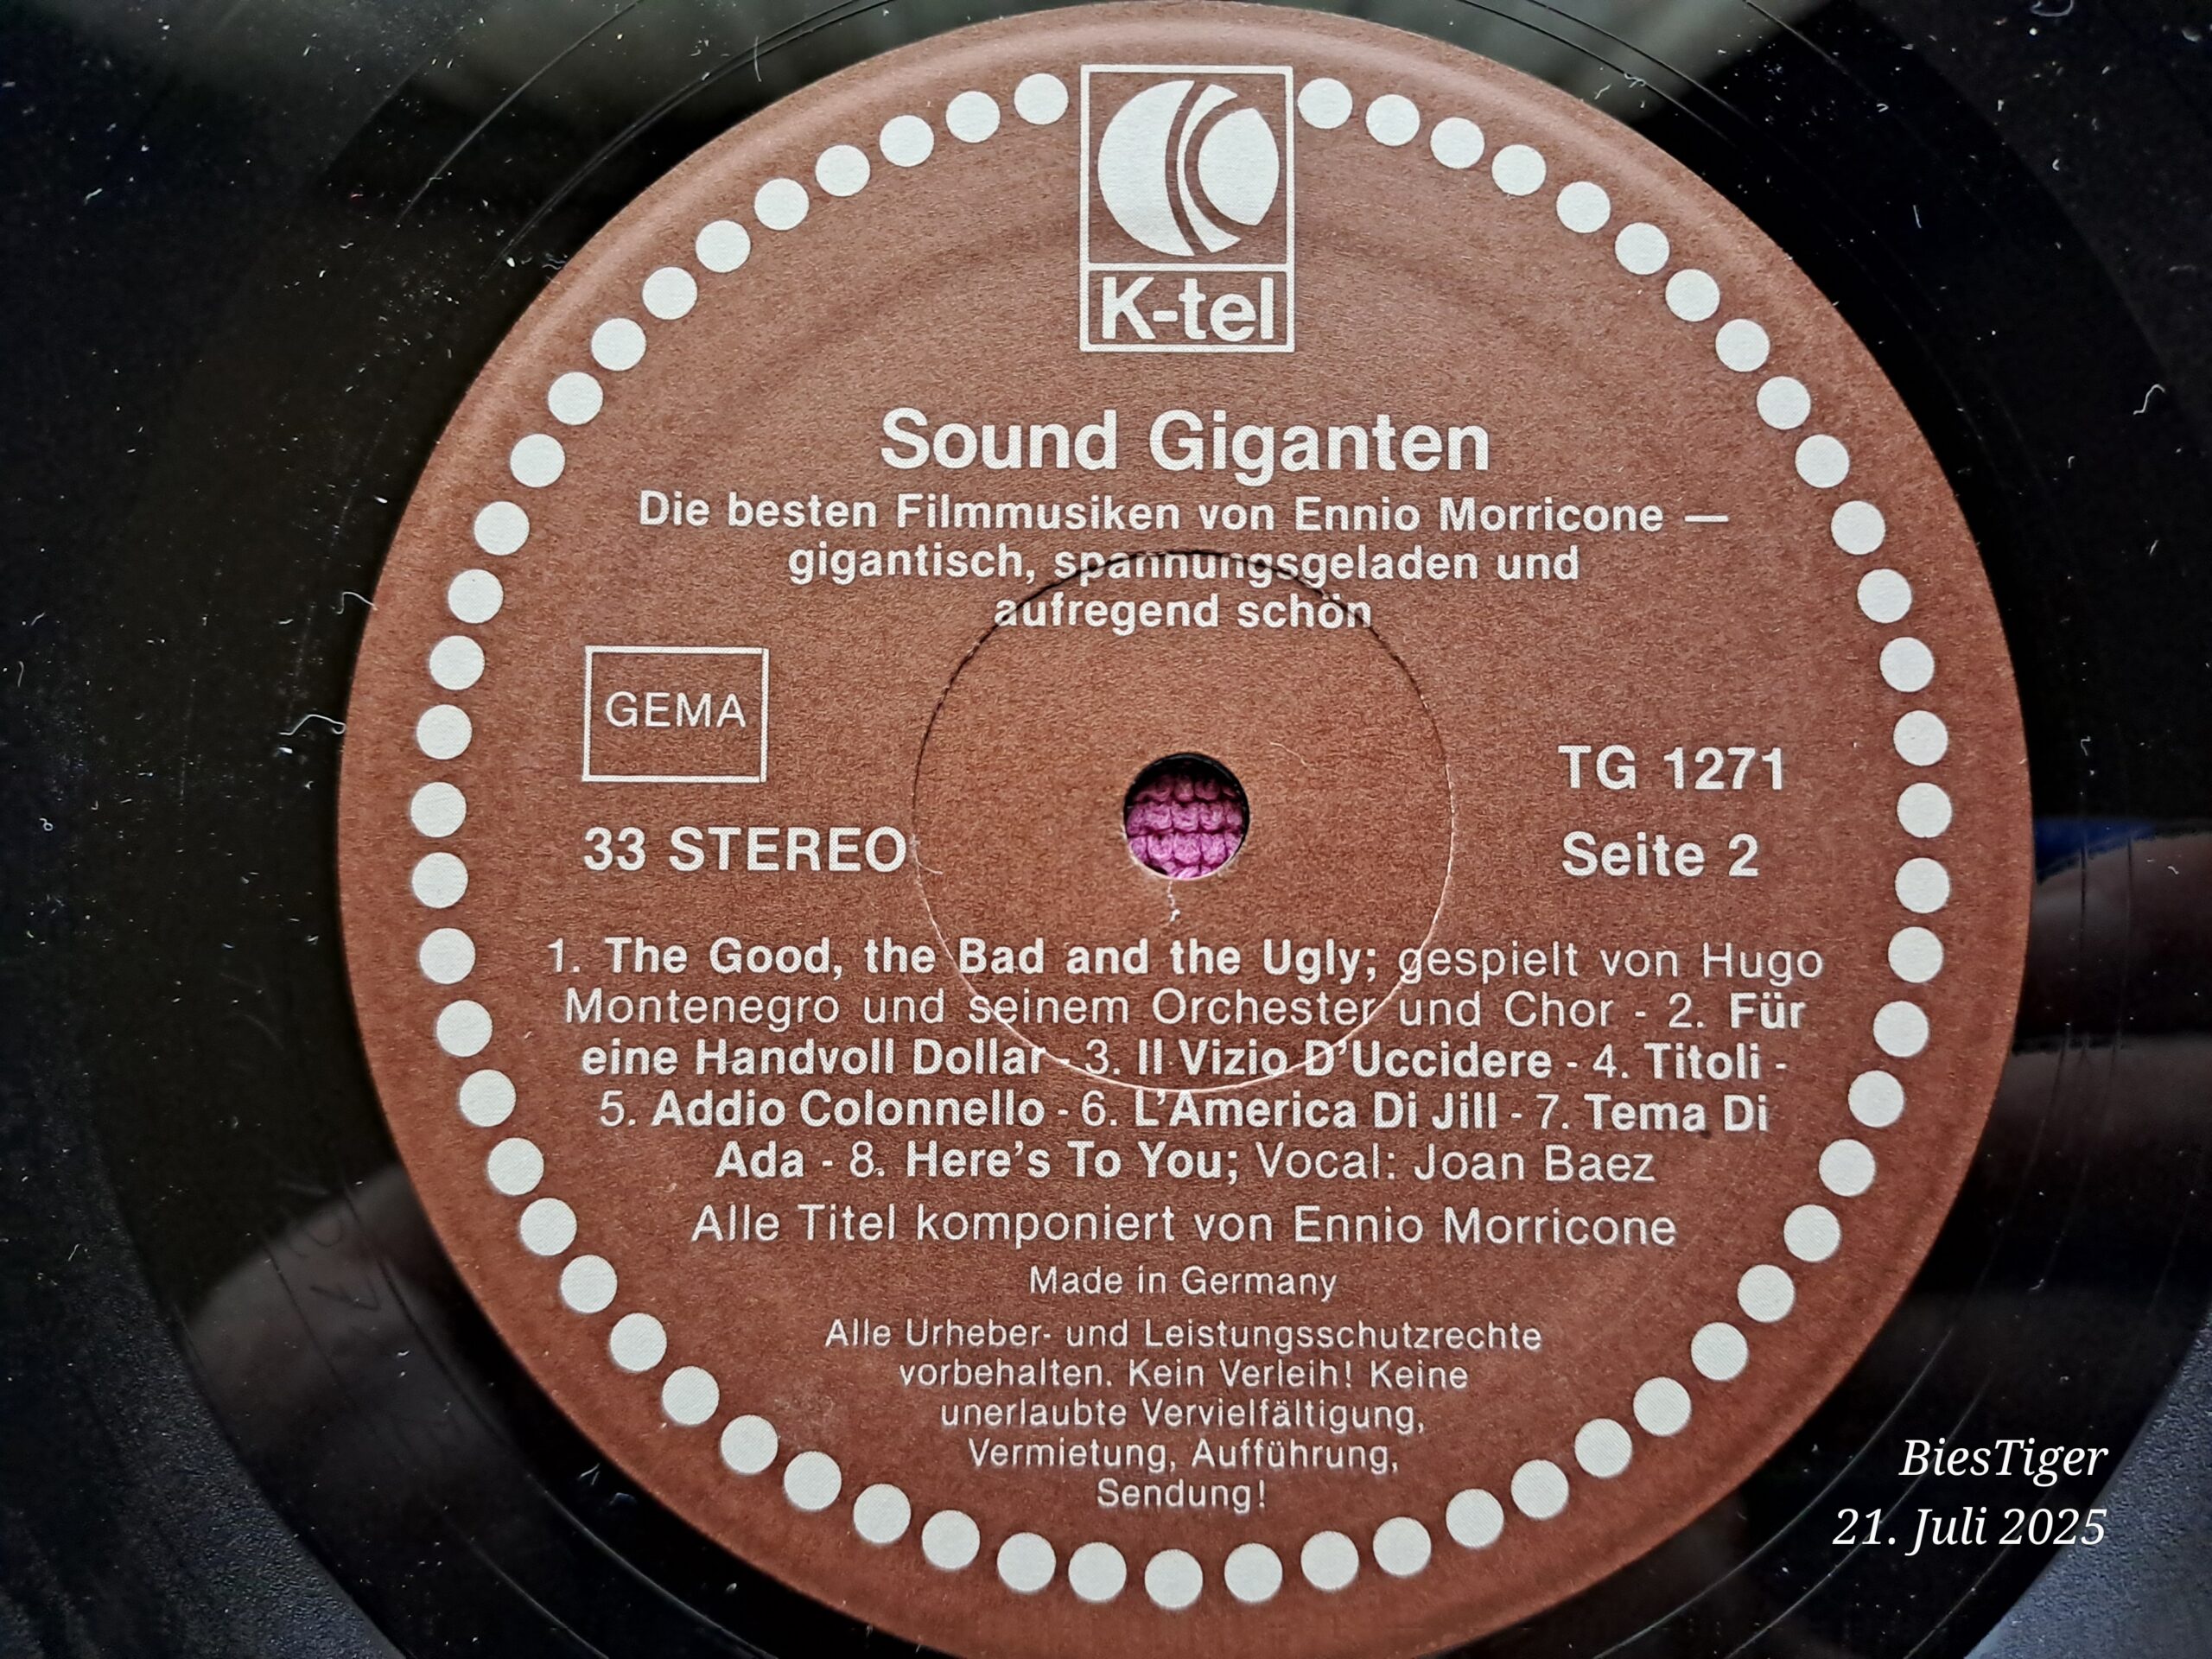 K-tel
Sound Giganten
Die besten Filmmusiken von Ennio Morricone —
gigantisch, spannungsgeladen und
aufregend schön
GEMA
33 STEREO
TG 1271
Seite 2
1. The Good, the Bad and the Ugly; gespielt von Hugo
Montenegro und seinem Orchester und Chor - 2. Für
eine Handvoll Dollar - 3. Il Vizio D'Uccidere - 4. Titoli -
5. Addio Colonnello - 6. L'America Di Jill - 7. Tema Di
Ada - 8. Here's To You; Vocal: Joan Baez
Alle Titel komponiert von Ennio Morricone
Made in Germany
Alle Urheber- und Leistungsschutzrechte
vorbehalten. Kein Verleih! Keine
unerlaubte Vervielfältigung,
Vermietung, Aufführung,
Sendung!
BiesTiger
21. Juli 2025